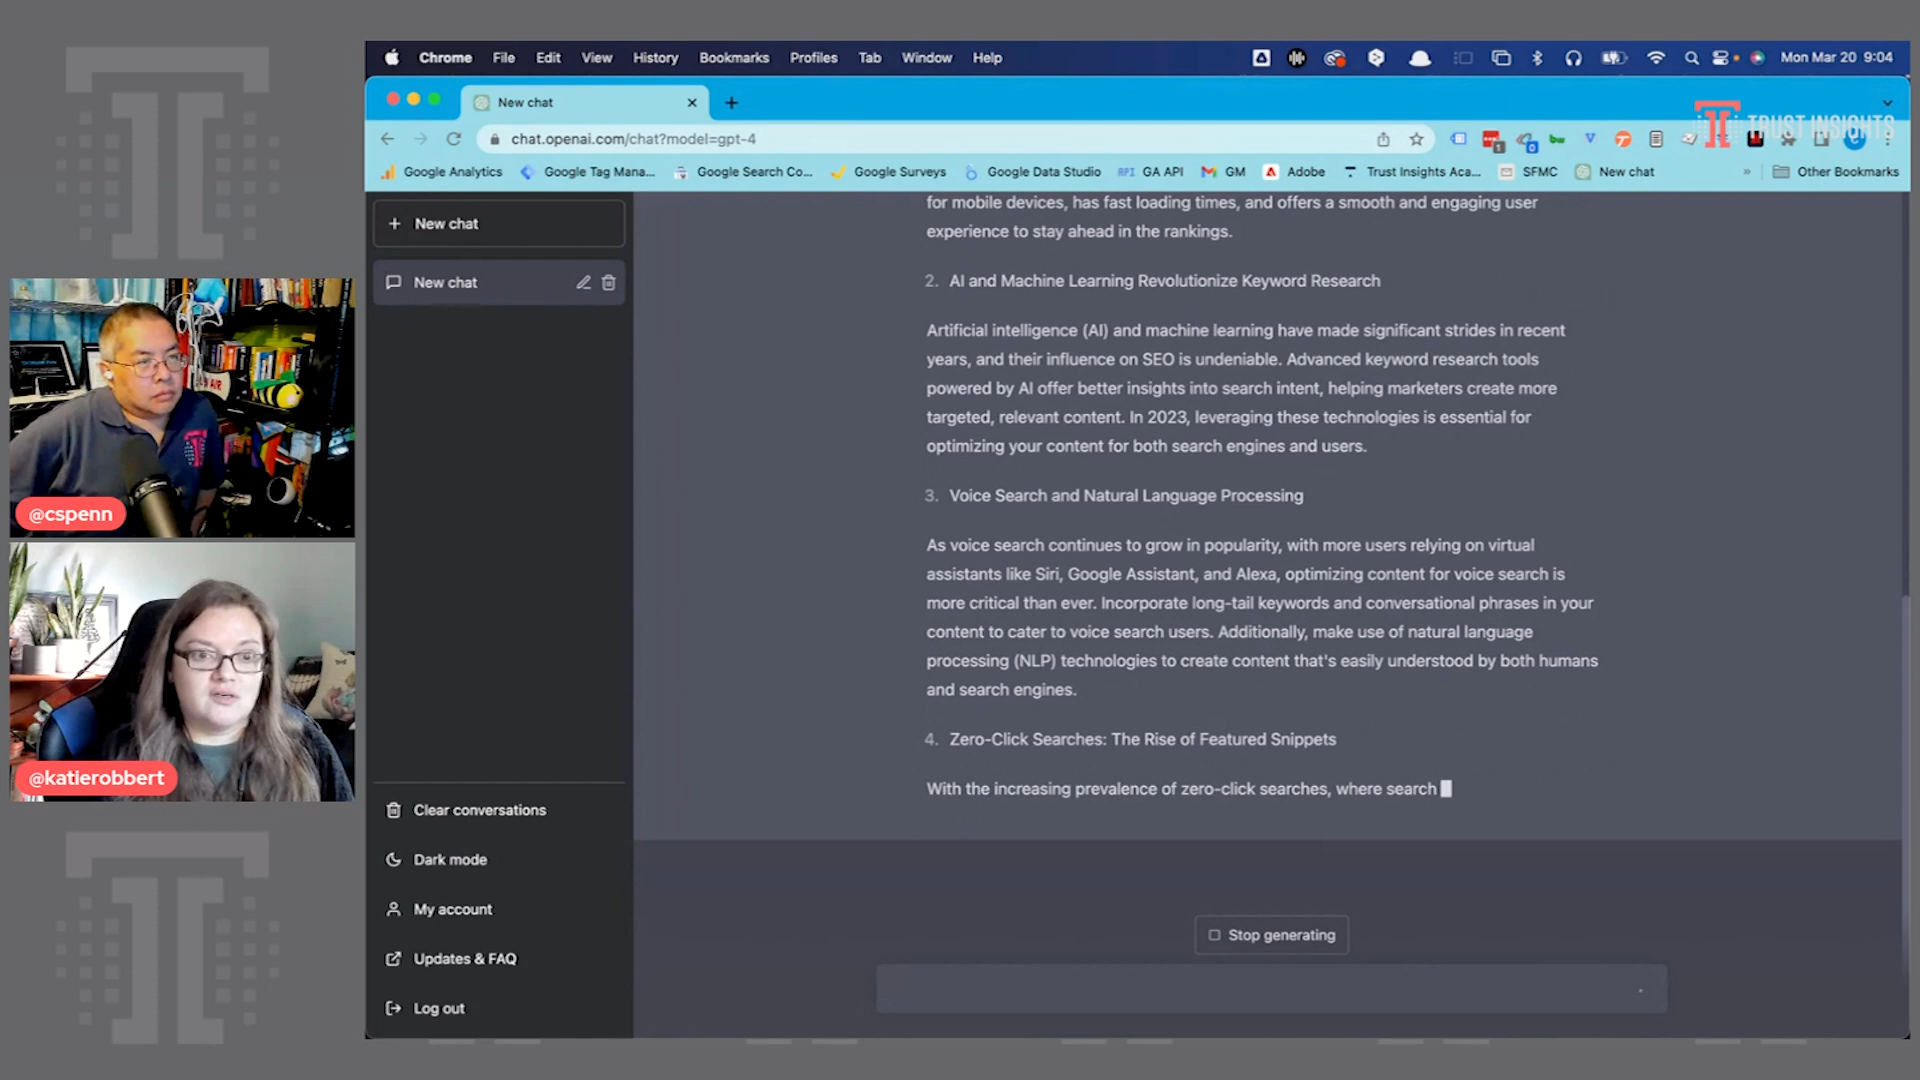 Chrome File Edit View History Bookmarks Profiles Tab Window Help Mon Mar 20 9:04
New chat
TRUST INSIGHTS
chat.openai.com/chat?model=gpt-4
Google Analytics Google Tag Mana... Google Search Co... Google Surveys Google Data Studio API GA API GM Adobe Trust Insights Aca... SFMC New chat » Other Bookmarks
New chat
New chat
for mobile devices, has fast loading times, and offers a smooth and engaging user
experience to stay ahead in the rankings.
2. AI and Machine Learning Revolutionize Keyword Research
Artificial intelligence (AI) and machine learning have made significant strides in recent
years, and their influence on SEO is undeniable. Advanced keyword research tools
powered by AI offer better insights into search intent, helping marketers create more
targeted, relevant content. In 2023, leveraging these technologies is essential for
optimizing your content for both search engines and users.
3. Voice Search and Natural Language Processing
As voice search continues to grow in popularity, with more users relying on virtual
assistants like Siri, Google Assistant, and Alexa, optimizing content for voice search is
more critical than ever. Incorporate long-tail keywords and conversational phrases in your
content to cater to voice search users. Additionally, make use of natural language
processing (NLP) technologies to create content that's easily understood by both humans
and search engines.
4. Zero-Click Searches: The Rise of Featured Snippets
With the increasing prevalence of zero-click searches, where search
Stop generating
Clear conversations
Dark mode
My account
Updates & FAQ
Log out
ON AIR
@cspenn
@katierobbert